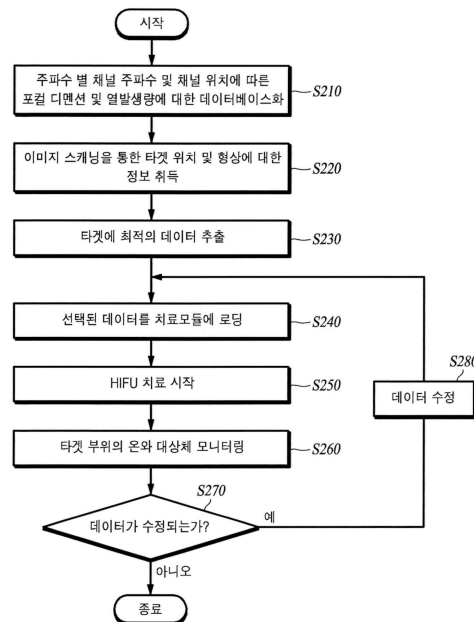 시작
주파수 별 채널 주파수 및 채널 위치에 따른
포컬 디멘션 및 열발생량에 대한 데이터베이스화
S210
이미지 스캐닝을 통한 타겟 위치 및 형상에 대한
정보 취득
S220
타겟에 최적의 데이터 추출
S230
선택된 데이터를 치료모듈에 로딩
S240
HIFU 치료 시작
S250
타겟 부위의 온와 대상체 모니터링
S260
S270
데이터가 수정되는가?
예
S280
데이터 수정
아니오
종료